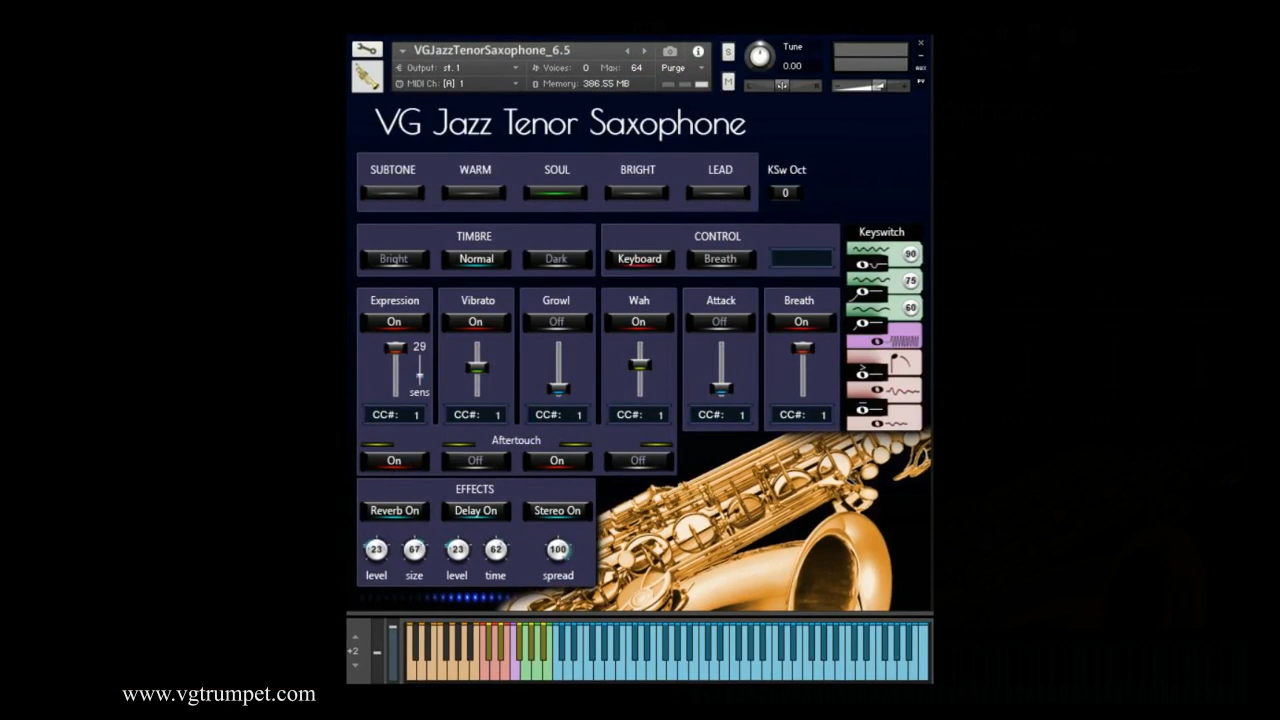 VGJazzTenorSaxophone_6.5
Output: st. 1 Voices: 0 Max: 64 Purge
MIDI Ch: [A] 1 Memory: 386.55 MB
S
M
Tune
0.00
L R
AUX
PV
VG Jazz Tenor Saxophone
SUBTONE WARM SOUL BRIGHT LEAD KSw Oct
0
TIMBRE CONTROL Keyswitch
Bright Normal Dark Keyboard Breath
90
75
60
Expression Vibrato Growl Wah Attack Breath
On On Off On Off On
29
sens
CC#: 1 CC#: 1 CC#: 1 CC#: 1 CC#: 1 CC#: 1
Aftertouch
On Off On Off
EFFECTS
Reverb On Delay On Stereo On
23 67 23 62 100
level size level time spread
+2
www.vgtrumpet.com